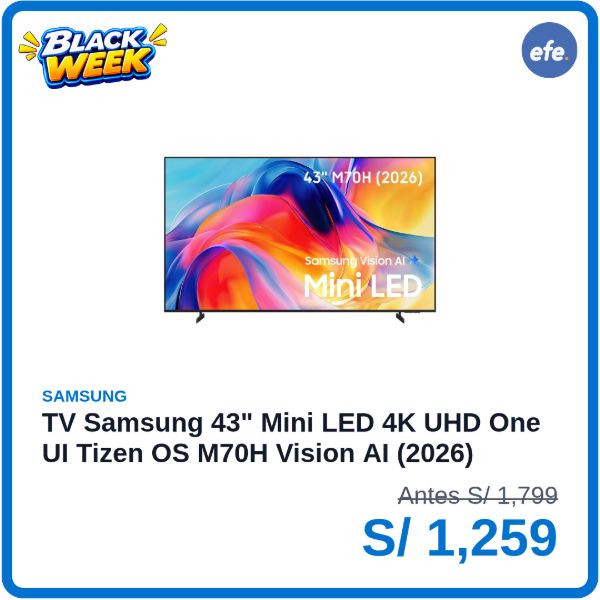 BLACK
WEEK
efe.
43" M70H (2026)
Samsung Vision AI
Mini LED
SAMSUNG
TV Samsung 43" Mini LED 4K UHD One
UI Tizen OS M70H Vision AI (2026)
Antes S/ 1,799
S/ 1,259